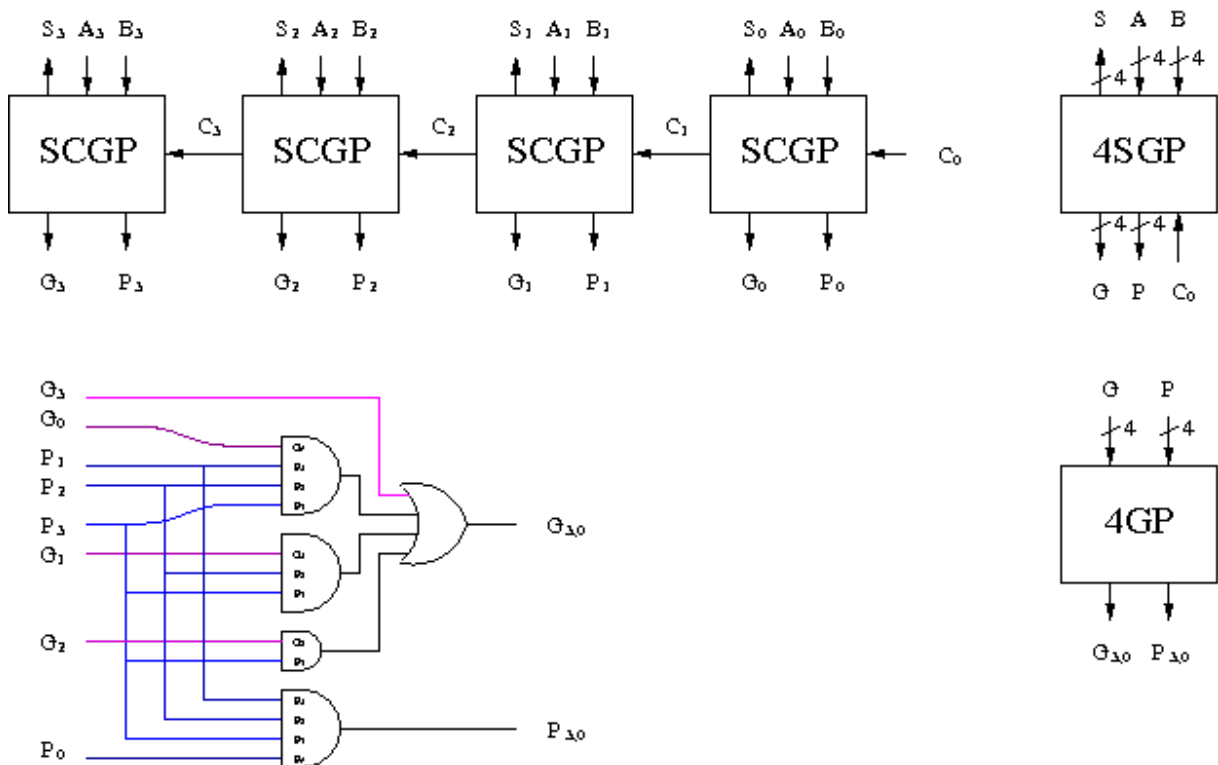 S₃ A₃ B₃ S₂ A₂ B₂ S₁ A₁ B₁ S₀ A₀ B₀ S A B
4 4 4
SCGP C₃ SCGP C₂ SCGP C₁ SCGP C₀ 4SGP
4 4
G₃ P₃ G₂ P₂ G₁ P₁ G₀ P₀ G P C₀
G₃
G₀
P₁
P₂
P₃
G₁
G₂
P₀
G₃,₀
P₃,₀
G P
4 4
4GP
G₃,₀ P₃,₀